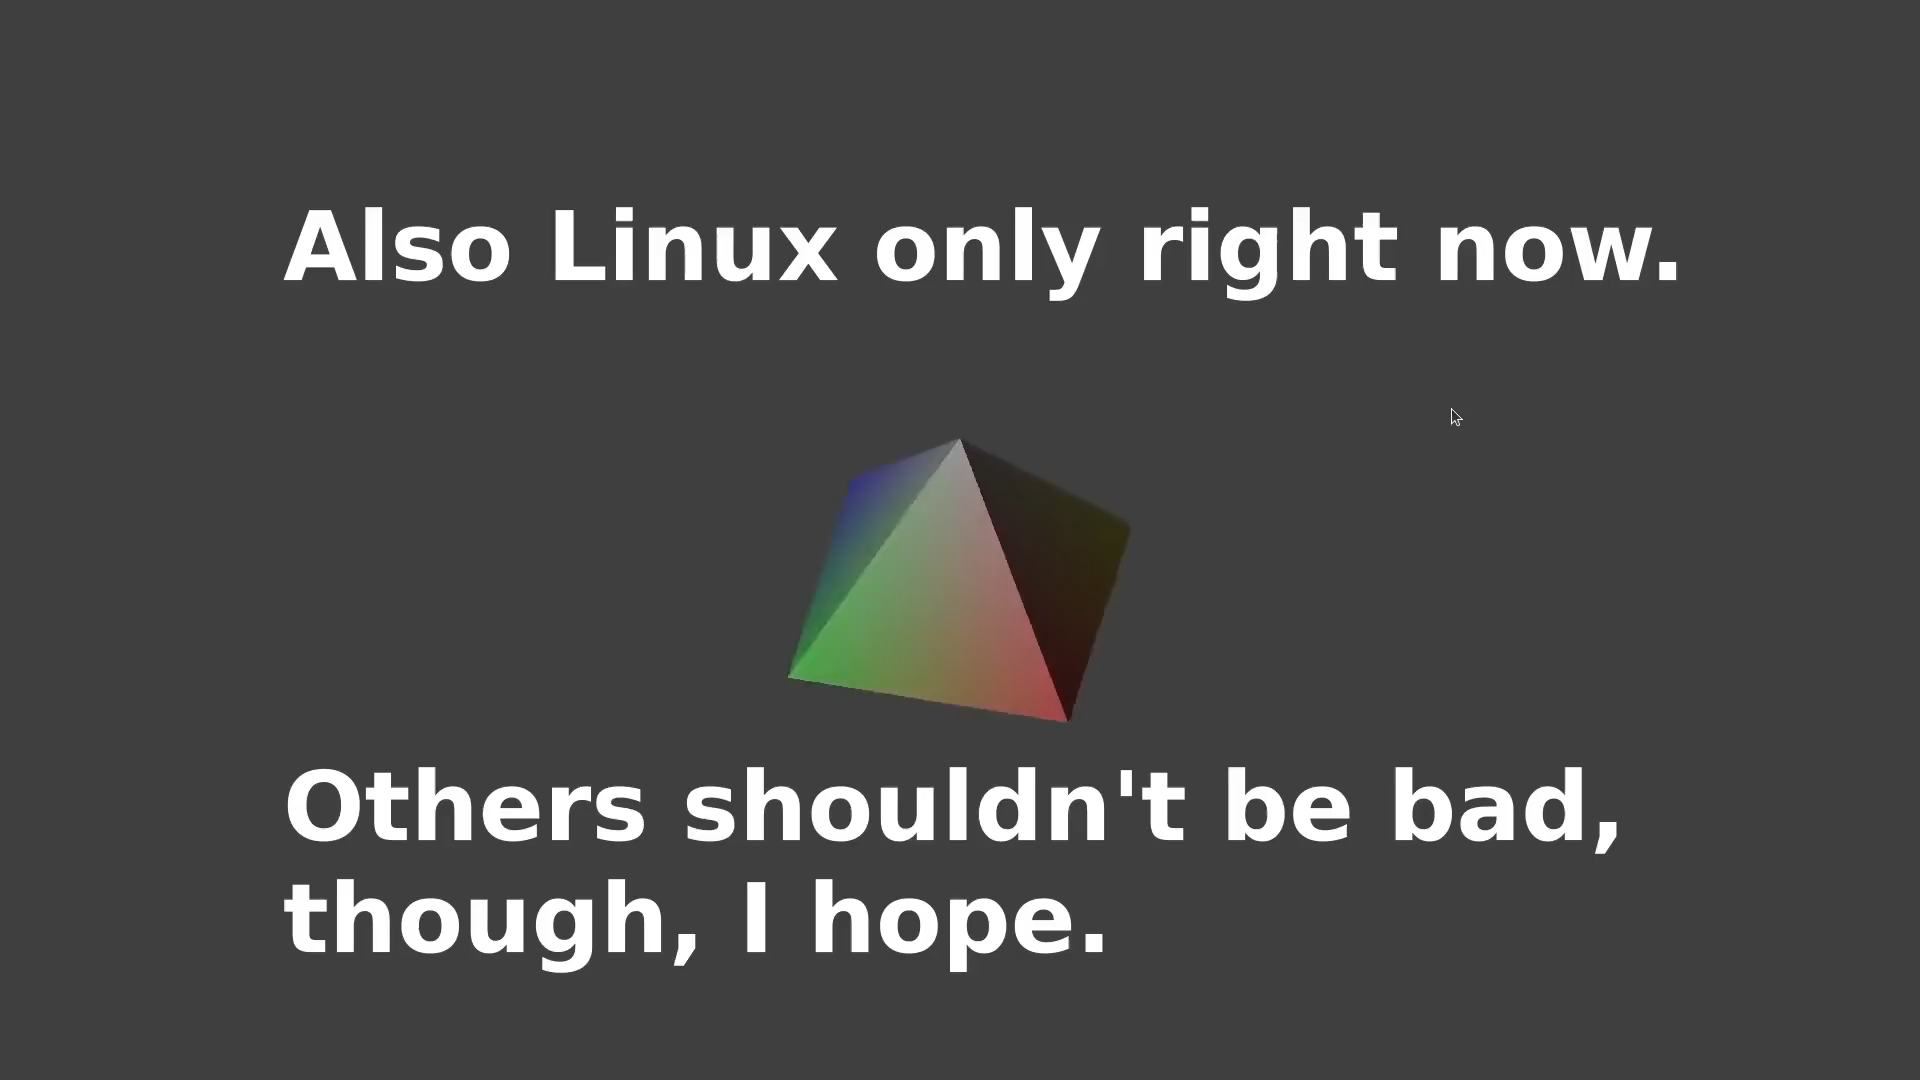 Also Linux only right now.
Others shouldn't be bad,
though, I hope.